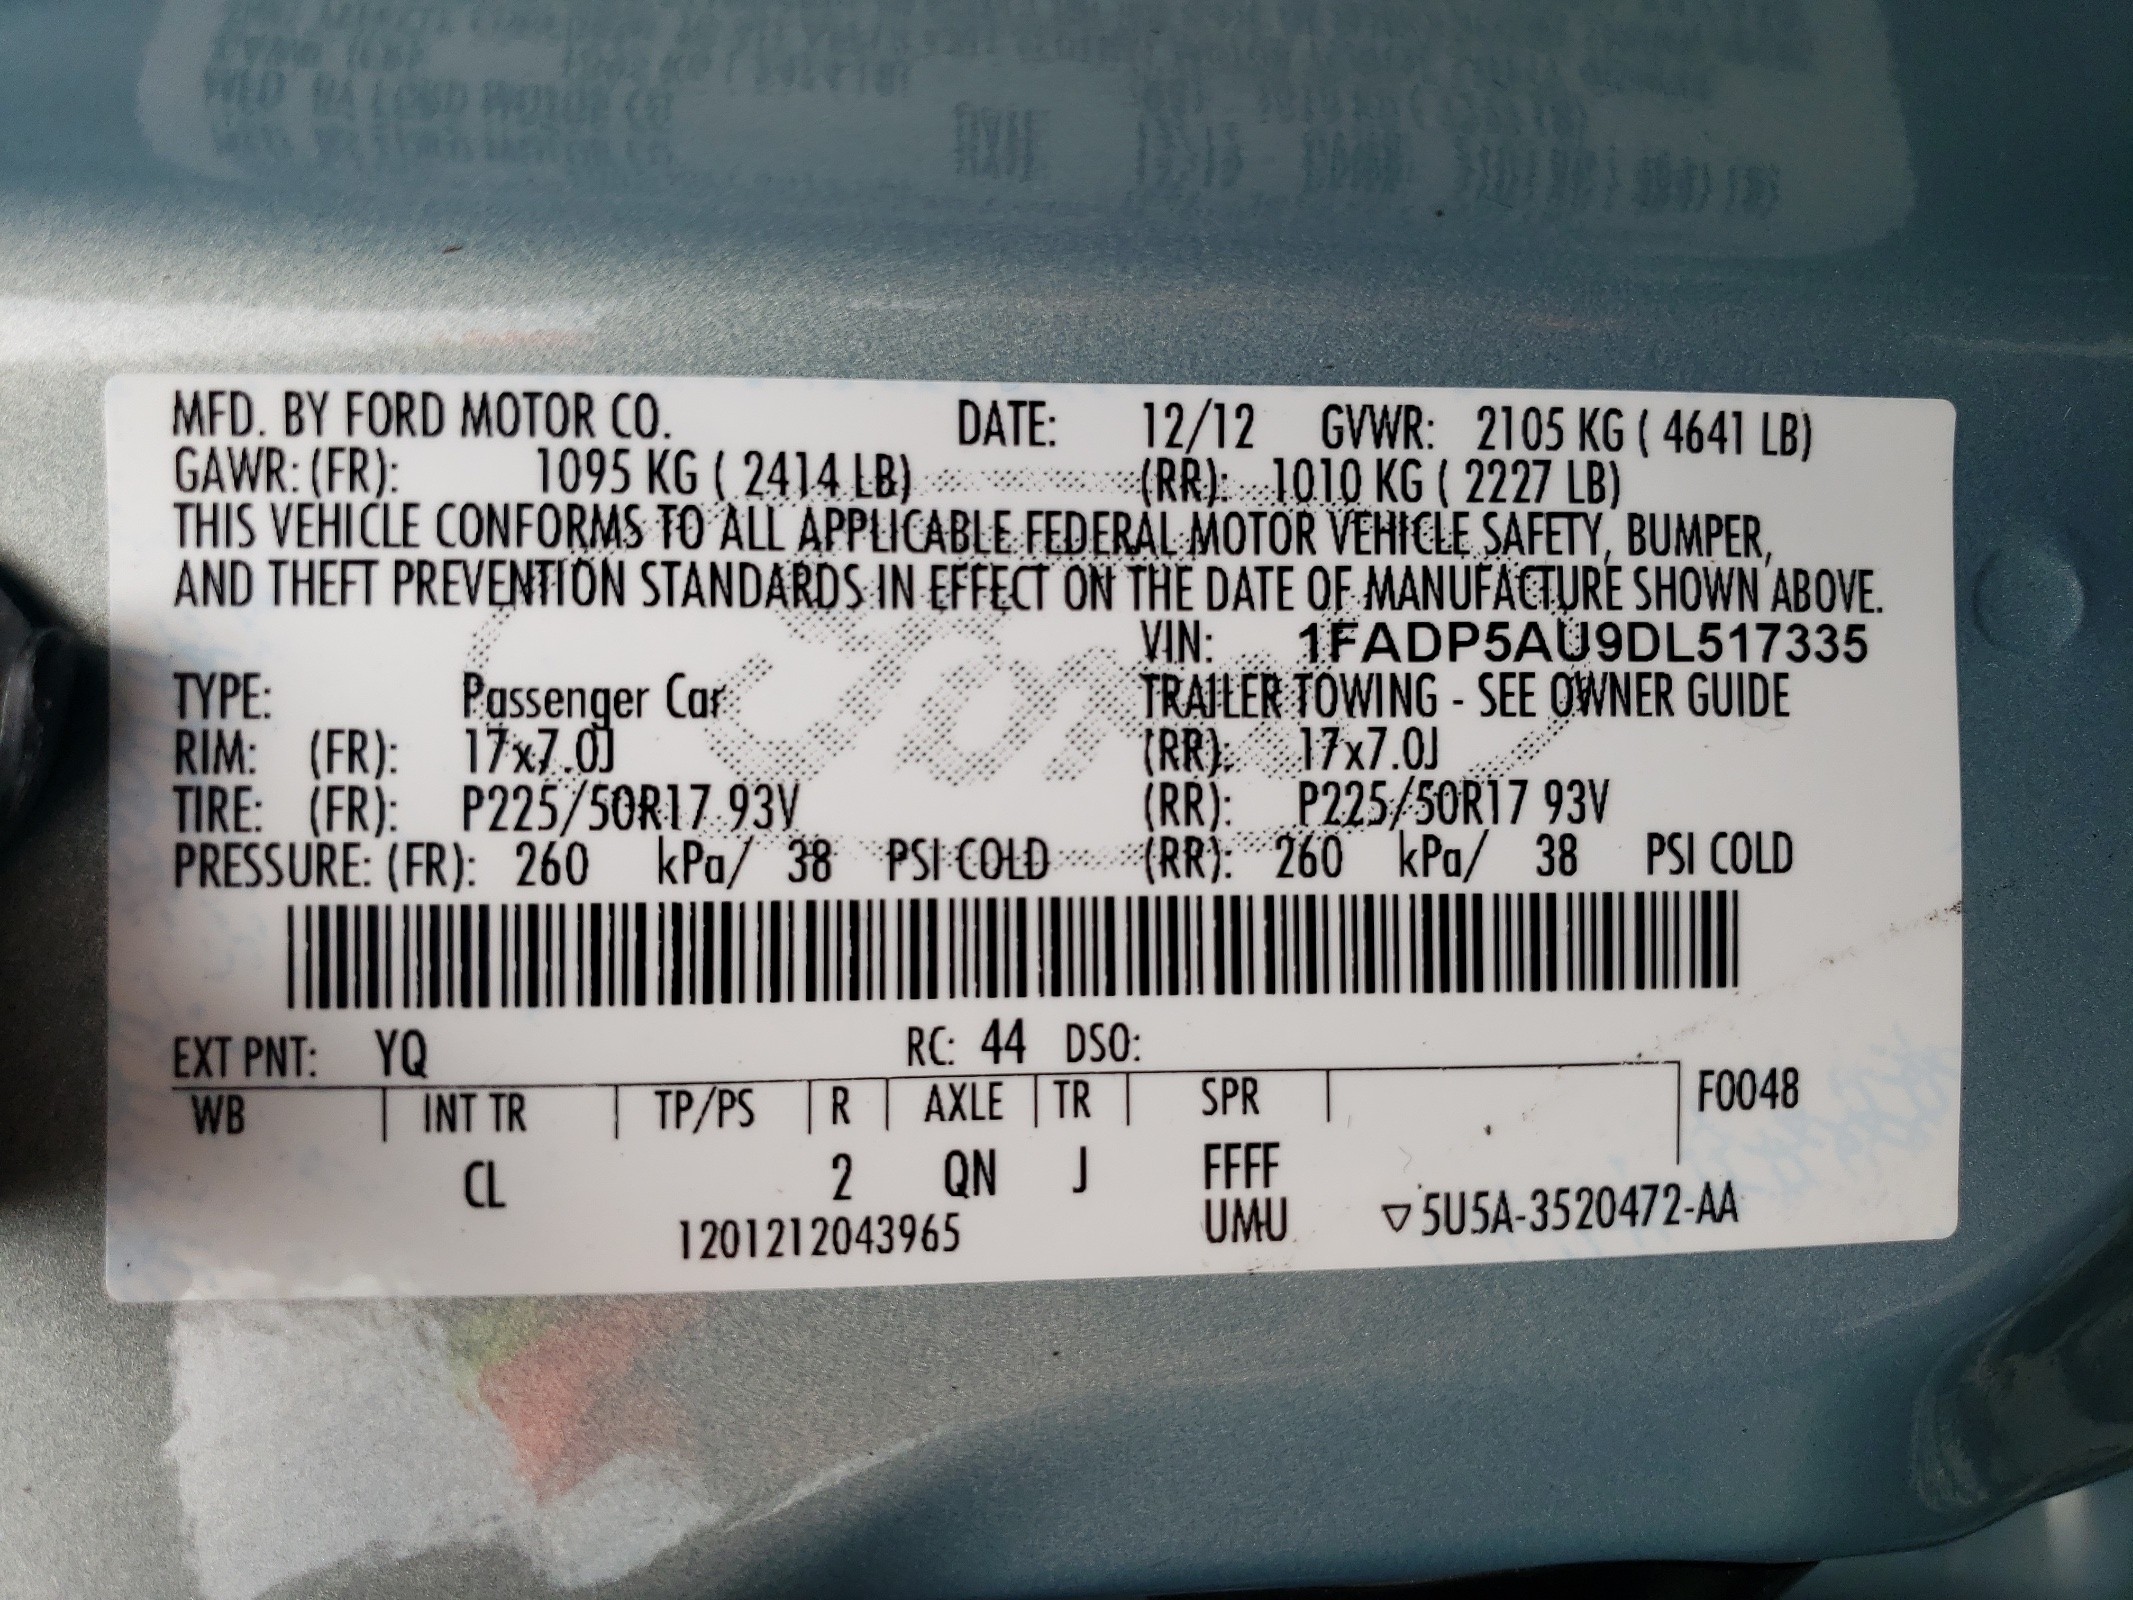 MFD. BY FORD MOTOR CO. DATE: 12/12 GVWR: 2105 KG ( 4641 LB)
GAWR: (FR): 1095 KG ( 2414 LB) (RR): 1010 KG ( 2227 LB)
THIS VEHICLE CONFORMS TO ALL APPLICABLE FEDERAL MOTOR VEHICLE SAFETY, BUMPER,
AND THEFT PREVENTION STANDARDS IN EFFECT ON THE DATE OF MANUFACTURE SHOWN ABOVE.
VIN: 1FADP5AU9DL517335
TYPE: Passenger Car TRAILER TOWING - SEE OWNER GUIDE
RIM: (FR): 17x7.0J (RR): 17x7.0J
TIRE: (FR): P225/50R17 93V (RR): P225/50R17 93V
PRESSURE: (FR): 260 kPa/ 38 PSI COLD (RR): 260 kPa/ 38 PSI COLD
EXT PNT: YQ RC: 44 DSO:
WB INT TR TP/PS R AXLE TR SPR F0048
CL 2 QN J FFFF
1201212043965 UMU ▽5U5A-3520472-AA
Ford